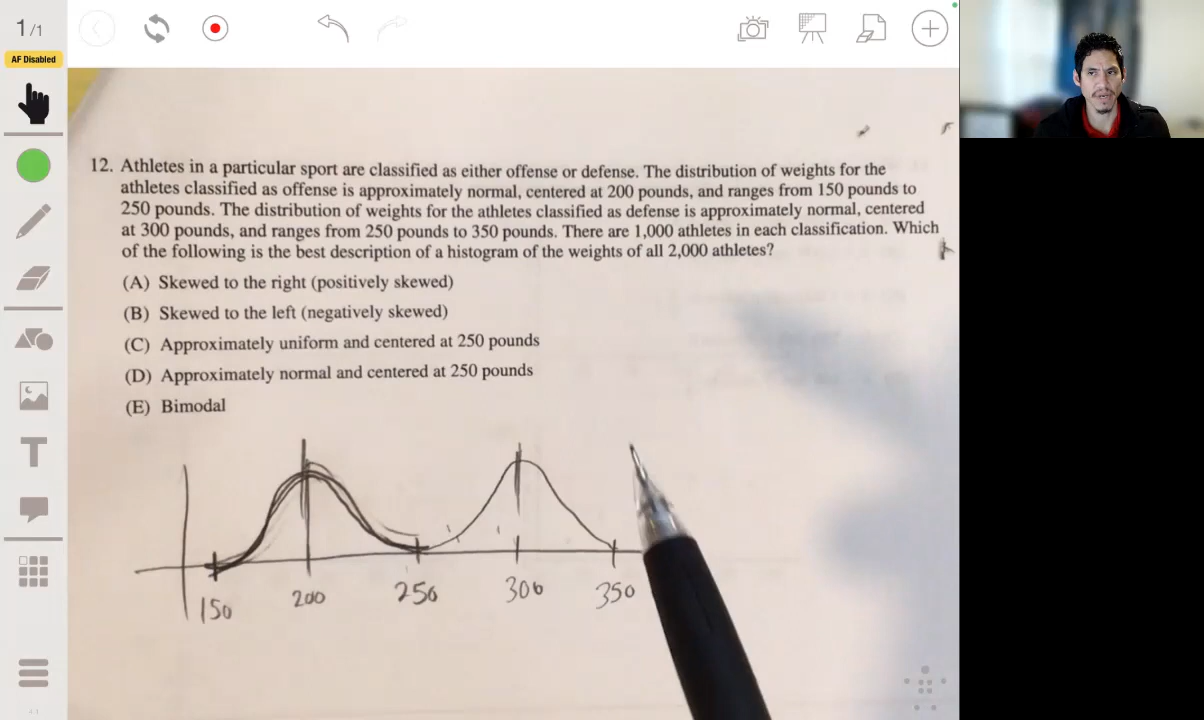 1/1
AF Disabled
12. Athletes in a particular sport are classified as either offense or defense. The distribution of weights for the
athletes classified as offense is approximately normal, centered at 200 pounds, and ranges from 150 pounds to
250 pounds. The distribution of weights for the athletes classified as defense is approximately normal, centered
at 300 pounds, and ranges from 250 pounds to 350 pounds. There are 1,000 athletes in each classification. Which
of the following is the best description of a histogram of the weights of all 2,000 athletes?
(A) Skewed to the right (positively skewed)
(B) Skewed to the left (negatively skewed)
(C) Approximately uniform and centered at 250 pounds
(D) Approximately normal and centered at 250 pounds
(E) Bimodal
150 200 250 300 350
T